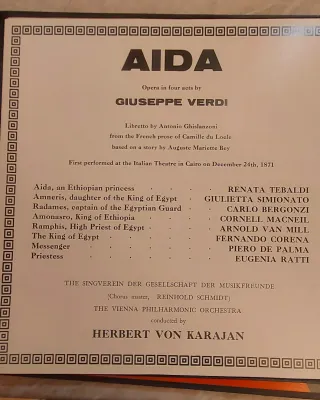 AIDA
Opera in four acts by
GIUSEPPE VERDI
Libretto by Antonio Ghislanzoni
from the French prose of Camille du Locle
based on a story by Auguste Mariette Bey
First performed at the Italian Theatre in Cairo on December 24th, 1871
Aida, an Ethiopian princess . . . . RENATA TEBALDI
Amneris, daughter of the King of Egypt . GIULIETTA SIMIONATO
Radames, captain of the Egyptian Guard . . CARLO BERGONZI
Amonasro, King of Ethiopia . . . . CORNELL MACNEIL
Ramphis, High Priest of Egypt . . . ARNOLD VAN MILL
The King of Egypt . . . . . FERNANDO CORENA
Messenger . . . . . . PIERO DE PALMA
Priestess . . . . . . EUGENIA RATTI
THE SINGVEREIN DER GESELLSCHAFT DER MUSIKFREUNDE
(Chorus master, REINHOLD SCHMIDT)
THE VIENNA PHILHARMONIC ORCHESTRA
conducted by
HERBERT VON KARAJAN